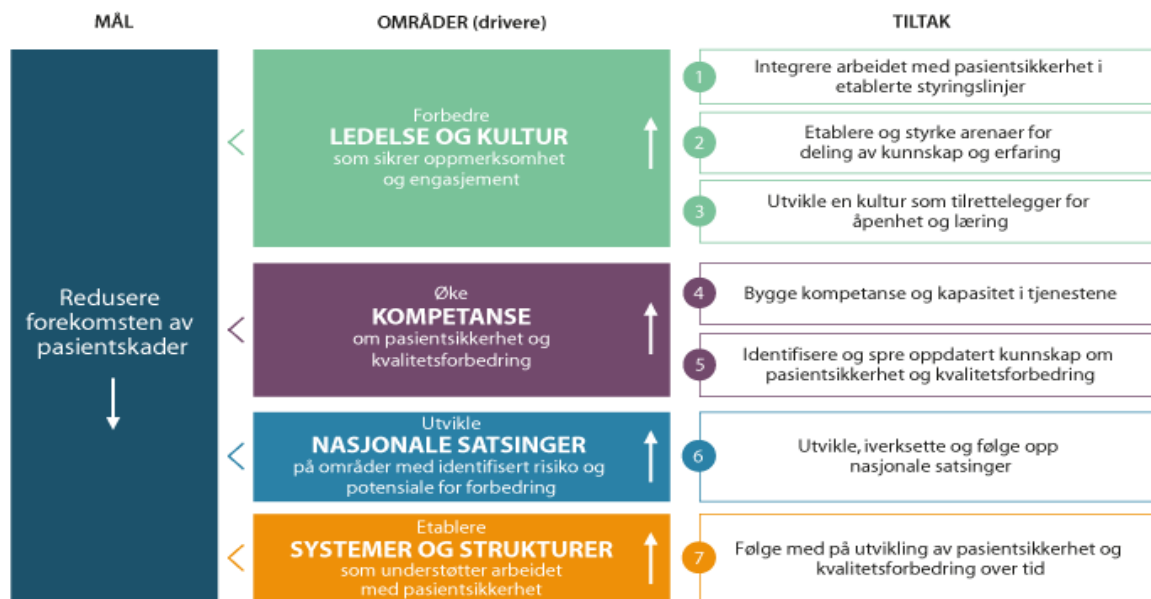 MÅL
OMRÅDER (drivere)
TILTAK
Redusere
forekomsten av
pasientskader
Forbedre
LEDELSE OG KULTUR
som sikrer oppmerksomhet
og engasjement
1
Integrere arbeidet med pasientsikkerhet i
etablerte styringslinjer
2
Etablere og styrke arenaer for
deling av kunnskap og erfaring
3
Utvikle en kultur som tilrettelegger for
åpenhet og læring
Øke
KOMPETANSE
om pasientsikkerhet og
kvalitetsforbedring
4
Bygge kompetanse og kapasitet i tjenestene
5
Identifisere og spre oppdatert kunnskap om
pasientsikkerhet og kvalitetsforbedring
Utvikle
NASJONALE SATSINGER
på områder med identifisert risiko og
potensiale for forbedring
6
Utvikle, iverksette og følge opp
nasjonale satsinger
Etablere
SYSTEMER OG STRUKTURER
som understøtter arbeidet
med pasientsikkerhet
7
Følge med på utvikling av pasientsikkerhet og
kvalitetsforbedring over tid